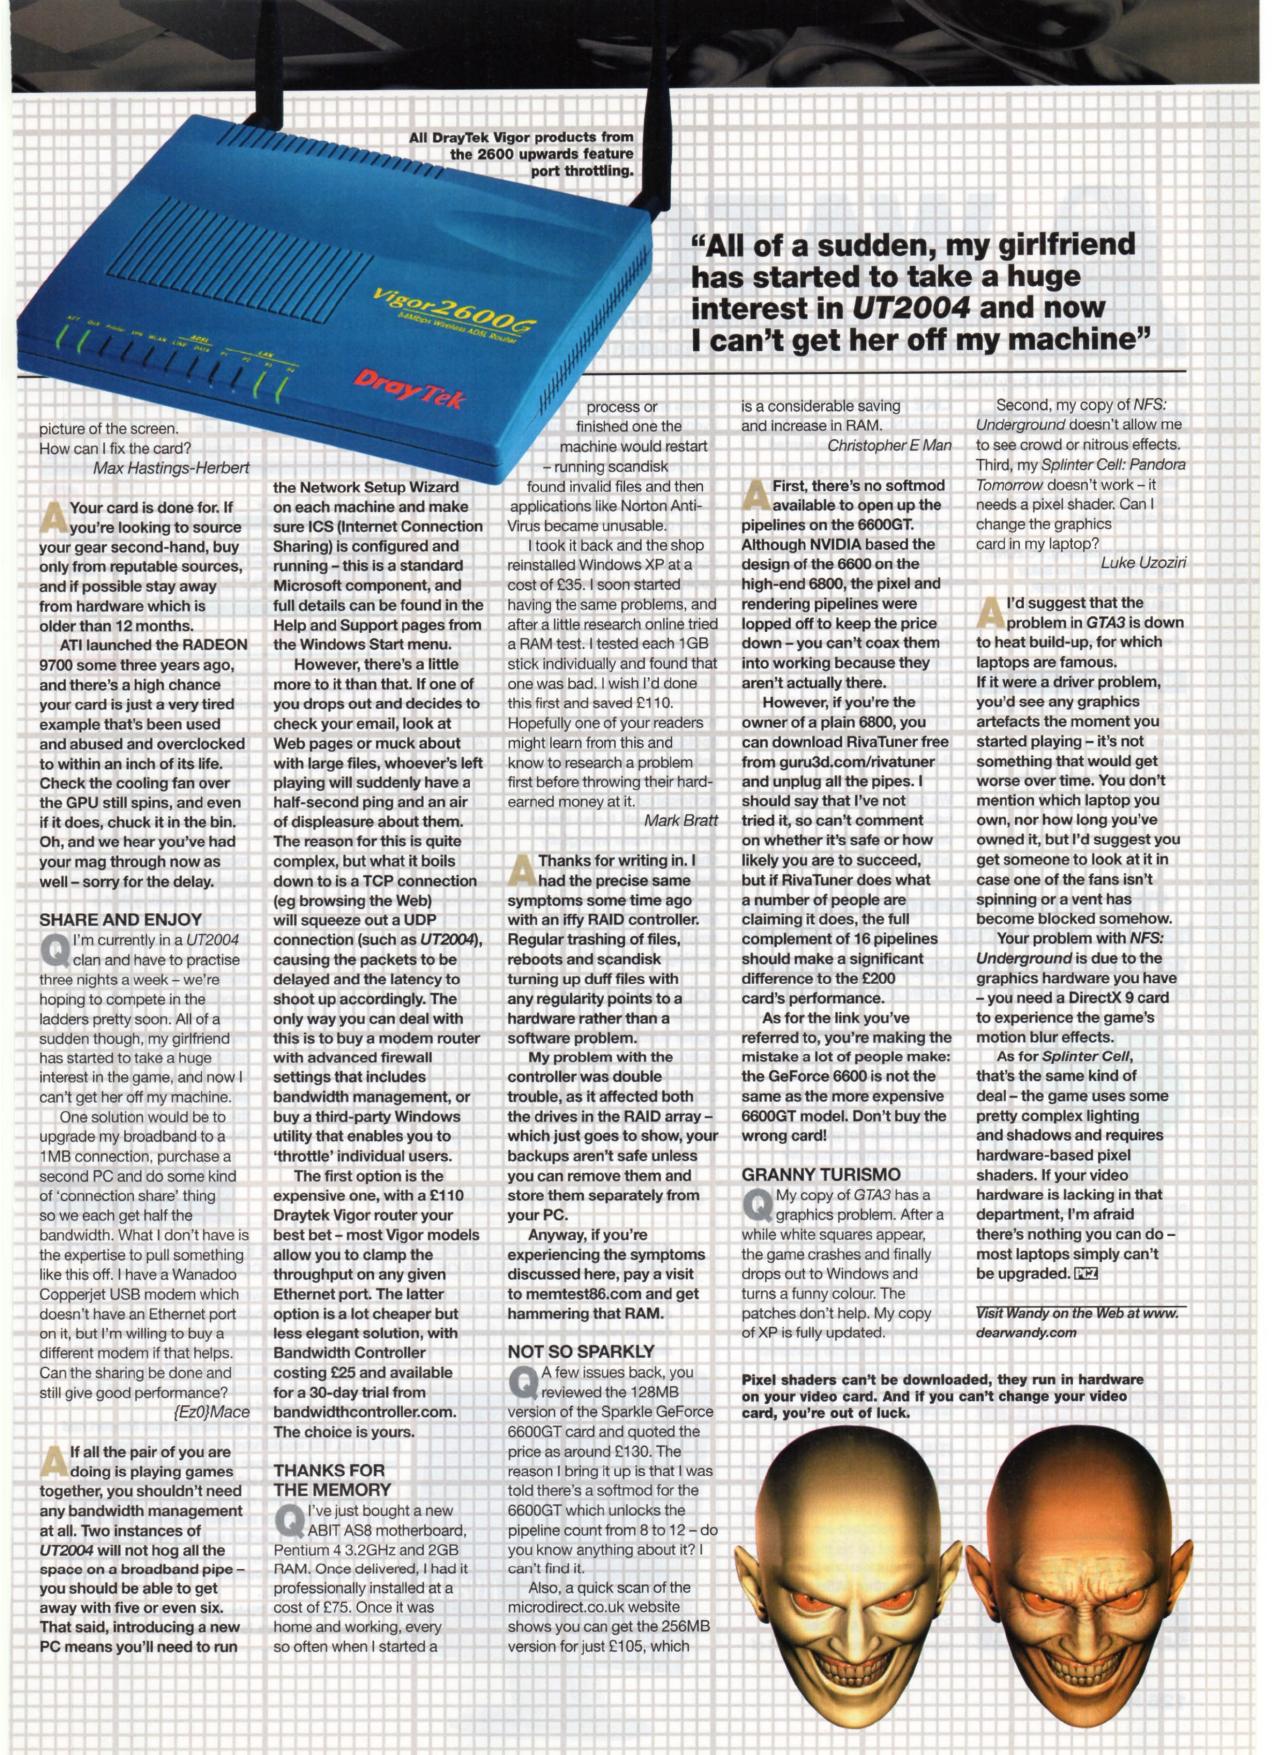 All DrayTek Vigor products from
the 2600 upwards feature
port throttling.
Vigor2600G
54Mbps Wireless ADSL Router
DrayTek
ACT
DoS
Printer
VPN
WLAN
ADSL
LINK
DATA
LAN
P1
P2
P3
P4
“All of a sudden, my girlfriend
has started to take a huge
interest in UT2004 and now
I can’t get her off my machine”
picture of the screen.
How can I fix the card?
Max Hastings-Herbert
A Your card is done for. If
you’re looking to source
your gear second-hand, buy
only from reputable sources,
and if possible stay away
from hardware which is
older than 12 months.
ATI launched the RADEON
9700 some three years ago,
and there’s a high chance
your card is just a very tired
example that’s been used
and abused and overclocked
to within an inch of its life.
Check the cooling fan over
the GPU still spins, and even
if it does, chuck it in the bin.
Oh, and we hear you’ve had
your mag through now as
well – sorry for the delay.
SHARE AND ENJOY
Q I’m currently in a UT2004
clan and have to practise
three nights a week – we’re
hoping to compete in the
ladders pretty soon. All of a
sudden though, my girlfriend
has started to take a huge
interest in the game, and now I
can’t get her off my machine.
One solution would be to
upgrade my broadband to a
1MB connection, purchase a
second PC and do some kind
of ‘connection share’ thing
so we each get half the
bandwidth. What I don’t have is
the expertise to pull something
like this off. I have a Wanadoo
Copperjet USB modem which
doesn’t have an Ethernet port
on it, but I’m willing to buy a
different modem if that helps.
Can the sharing be done and
still give good performance?
{Ez0}Mace
A If all the pair of you are
doing is playing games
together, you shouldn’t need
any bandwidth management
at all. Two instances of
UT2004 will not hog all the
space on a broadband pipe –
you should be able to get
away with five or even six.
That said, introducing a new
PC means you’ll need to run
the Network Setup Wizard
on each machine and make
sure ICS (Internet Connection
Sharing) is configured and
running – this is a standard
Microsoft component, and
full details can be found in the
Help and Support pages from
the Windows Start menu.
However, there’s a little
more to it than that. If one of
you drops out and decides to
check your email, look at
Web pages or muck about
with large files, whoever’s left
playing will suddenly have a
half-second ping and an air
of displeasure about them.
The reason for this is quite
complex, but what it boils
down to is a TCP connection
(eg browsing the Web)
will squeeze out a UDP
connection (such as UT2004),
causing the packets to be
delayed and the latency to
shoot up accordingly. The
only way you can deal with
this is to buy a modem router
with advanced firewall
settings that includes
bandwidth management, or
buy a third-party Windows
utility that enables you to
‘throttle’ individual users.
The first option is the
expensive one, with a £110
Draytek Vigor router your
best bet – most Vigor models
allow you to clamp the
throughput on any given
Ethernet port. The latter
option is a lot cheaper but
less elegant solution, with
Bandwidth Controller
costing £25 and available
for a 30-day trial from
bandwidthcontroller.com.
The choice is yours.
THANKS FOR
THE MEMORY
Q I’ve just bought a new
ABIT AS8 motherboard,
Pentium 4 3.2GHz and 2GB
RAM. Once delivered, I had it
professionally installed at a
cost of £75. Once it was
home and working, every
so often when I started a
process or
finished one the
machine would restart
– running scandisk
found invalid files and then
applications like Norton Anti-
Virus became unusable.
I took it back and the shop
reinstalled Windows XP at a
cost of £35. I soon started
having the same problems, and
after a little research online tried
a RAM test. I tested each 1GB
stick individually and found that
one was bad. I wish I’d done
this first and saved £110.
Hopefully one of your readers
might learn from this and
know to research a problem
first before throwing their hard-
earned money at it.
Mark Bratt
A Thanks for writing in. I
had the precise same
symptoms some time ago
with an iffy RAID controller.
Regular trashing of files,
reboots and scandisk
turning up duff files with
any regularity points to a
hardware rather than a
software problem.
My problem with the
controller was double
trouble, as it affected both
the drives in the RAID array –
which just goes to show, your
backups aren’t safe unless
you can remove them and
store them separately from
your PC.
Anyway, if you’re
experiencing the symptoms
discussed here, pay a visit
to memtest86.com and get
hammering that RAM.
NOT SO SPARKLY
Q A few issues back, you
reviewed the 128MB
version of the Sparkle GeForce
6600GT card and quoted the
price as around £130. The
reason I bring it up is that I was
told there’s a softmod for the
6600GT which unlocks the
pipeline count from 8 to 12 – do
you know anything about it? I
can’t find it.
Also, a quick scan of the
microdirect.co.uk website
shows you can get the 256MB
version for just £105, which
is a considerable saving
and increase in RAM.
Christopher E Man
A First, there’s no softmod
available to open up the
pipelines on the 6600GT.
Although NVIDIA based the
design of the 6600 on the
high-end 6800, the pixel and
rendering pipelines were
lopped off to keep the price
down – you can’t coax them
into working because they
aren’t actually there.
However, if you’re the
owner of a plain 6800, you
can download RivaTuner free
from guru3d.com/rivatuner
and unplug all the pipes. I
should say that I’ve not
tried it, so can’t comment
on whether it’s safe or how
likely you are to succeed,
but if RivaTuner does what
a number of people are
claiming it does, the full
complement of 16 pipelines
should make a significant
difference to the £200
card’s performance.
As for the link you’ve
referred to, you’re making the
mistake a lot of people make:
the GeForce 6600 is not the
same as the more expensive
6600GT model. Don’t buy the
wrong card!
GRANNY TURISMO
Q My copy of GTA3 has a
graphics problem. After a
while white squares appear,
the game crashes and finally
drops out to Windows and
turns a funny colour. The
patches don’t help. My copy
of XP is fully updated.
Second, my copy of NFS:
Underground doesn’t allow me
to see crowd or nitrous effects.
Third, my Splinter Cell: Pandora
Tomorrow doesn’t work – it
needs a pixel shader. Can I
change the graphics
card in my laptop?
Luke Uzoziri
A I’d suggest that the
problem in GTA3 is down
to heat build-up, for which
laptops are famous.
If it were a driver problem,
you’d see any graphics
artefacts the moment you
started playing – it’s not
something that would get
worse over time. You don’t
mention which laptop you
own, nor how long you’ve
owned it, but I’d suggest you
get someone to look at it in
case one of the fans isn’t
spinning or a vent has
become blocked somehow.
Your problem with NFS:
Underground is due to the
graphics hardware you have
– you need a DirectX 9 card
to experience the game’s
motion blur effects.
As for Splinter Cell,
that’s the same kind of
deal – the game uses some
pretty complex lighting
and shadows and requires
hardware-based pixel
shaders. If your video
hardware is lacking in that
department, I’m afraid
there’s nothing you can do –
most laptops simply can’t
be upgraded. PCZ
Visit Wandy on the Web at www.
dearwandy.com
Pixel shaders can’t be downloaded, they run in hardware
on your video card. And if you can’t change your video
card, you’re out of luck.